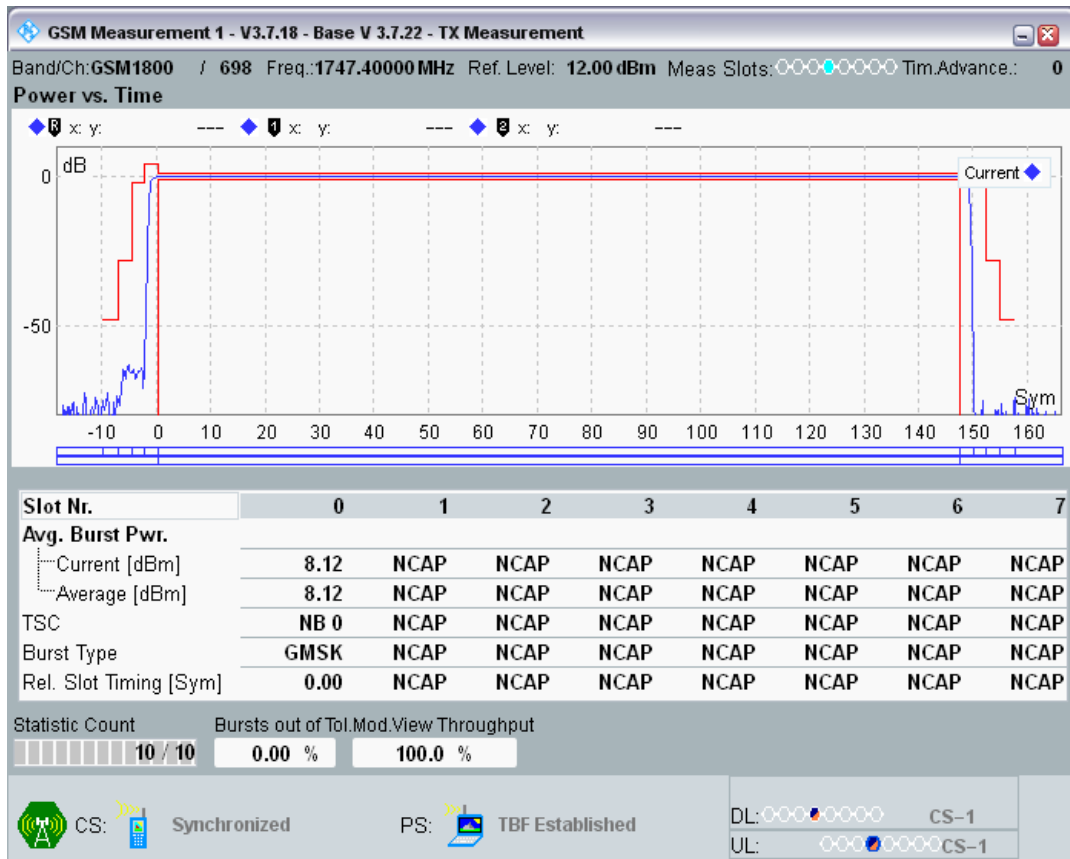 GSM Measurement 1 - V3.7.18 - Base V 3.7.22 - TX Measurement
Band/Ch:GSM1800 / 698 Freq.:1747.40000 MHz Ref. Level: 12.00 dBm Meas Slots: Tim.Advance.: 0
Power vs. Time
R x: y: --- 1 x: y: --- 2 x: y: ---
dB
Current
0
-50
Sym
-10 0 10 20 30 40 50 60 70 80 90 100 110 120 130 140 150 160
Slot Nr. 0 1 2 3 4 5 6 7
Avg. Burst Pwr.
Current [dBm] 8.12 NCAP NCAP NCAP NCAP NCAP NCAP NCAP
Average [dBm] 8.12 NCAP NCAP NCAP NCAP NCAP NCAP NCAP
TSC NB 0 NCAP NCAP NCAP NCAP NCAP NCAP NCAP
Burst Type GMSK NCAP NCAP NCAP NCAP NCAP NCAP NCAP
Rel. Slot Timing [Sym] 0.00 NCAP NCAP NCAP NCAP NCAP NCAP NCAP
Statistic Count Bursts out of Tol.Mod.View Throughput
10 / 10 0.00 % 100.0 %
CS: Synchronized PS: TBF Established DL: CS-1
UL: CS-1